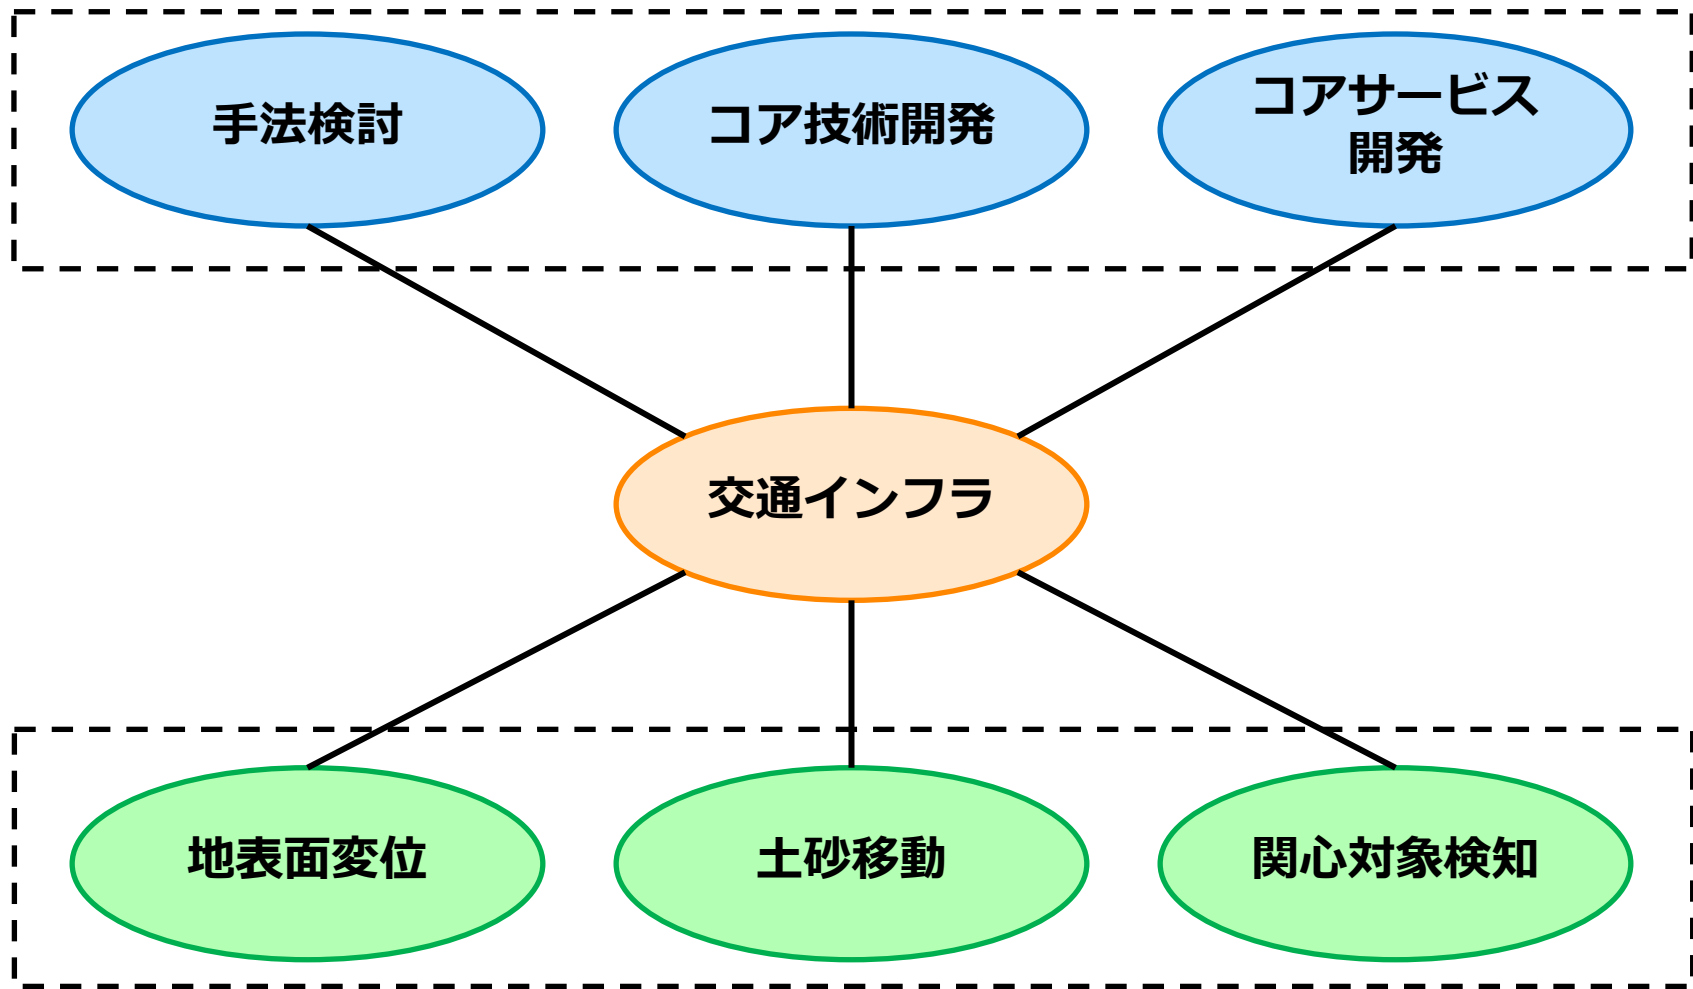 手法検討
コア技術開発
コアサービス
開発
交通インフラ
地表面変位
土砂移動
関心対象検知